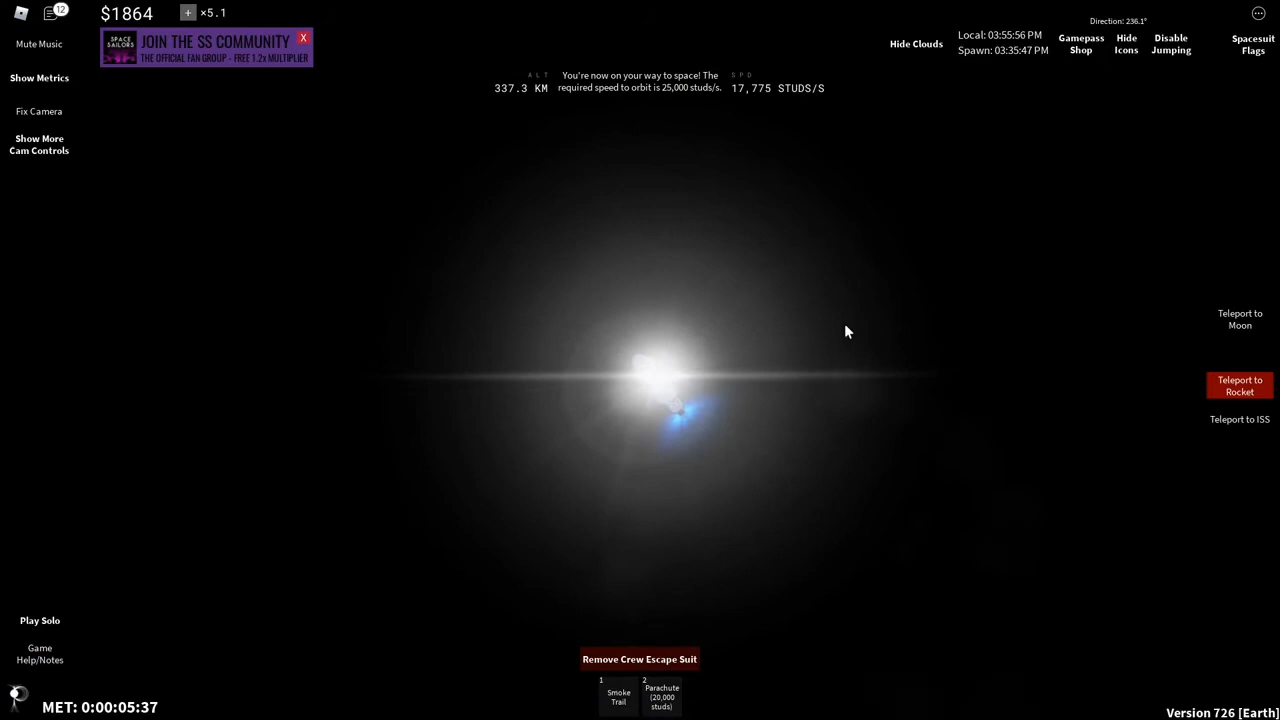 12
$1864
+ ×5.1
Direction: 236.1°
Mute Music
SPACE
SAILORS
JOIN THE SS COMMUNITY
X
THE OFFICIAL FAN GROUP - FREE 1.2x MULTIPLIER
Hide Clouds
Local: 03:55:56 PM
Spawn: 03:35:47 PM
Gamepass
Shop
Hide
Icons
Disable
Jumping
Spacesuit
Flags
Show Metrics
ALT
337.3 KM
You're now on your way to space! The
required speed to orbit is 25,000 studs/s.
SPD
17,775 STUDS/S
Fix Camera
Show More
Cam Controls
Teleport to
Moon
Teleport to
Rocket
Teleport to ISS
Play Solo
Game
Help/Notes
Remove Crew Escape Suit
1
Smoke
Trail
2
Parachute
(20,000
studs)
MET: 0:00:05:37
Version 726 [Earth]